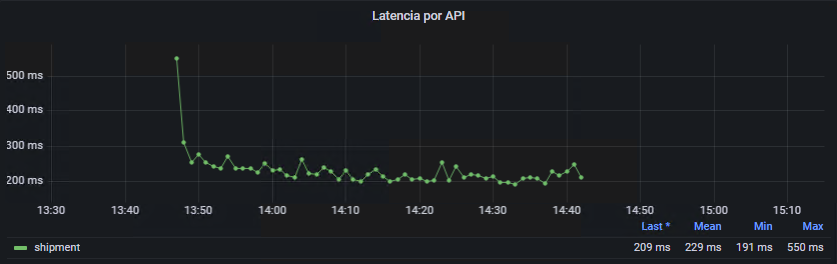 Latencia por API
500 ms
400 ms
300 ms
200 ms
13:30 13:40 13:50 14:00 14:10 14:20 14:30 14:40 14:50 15:00 15:10
Last * Mean Min Max
shipment 209 ms 229 ms 191 ms 550 ms